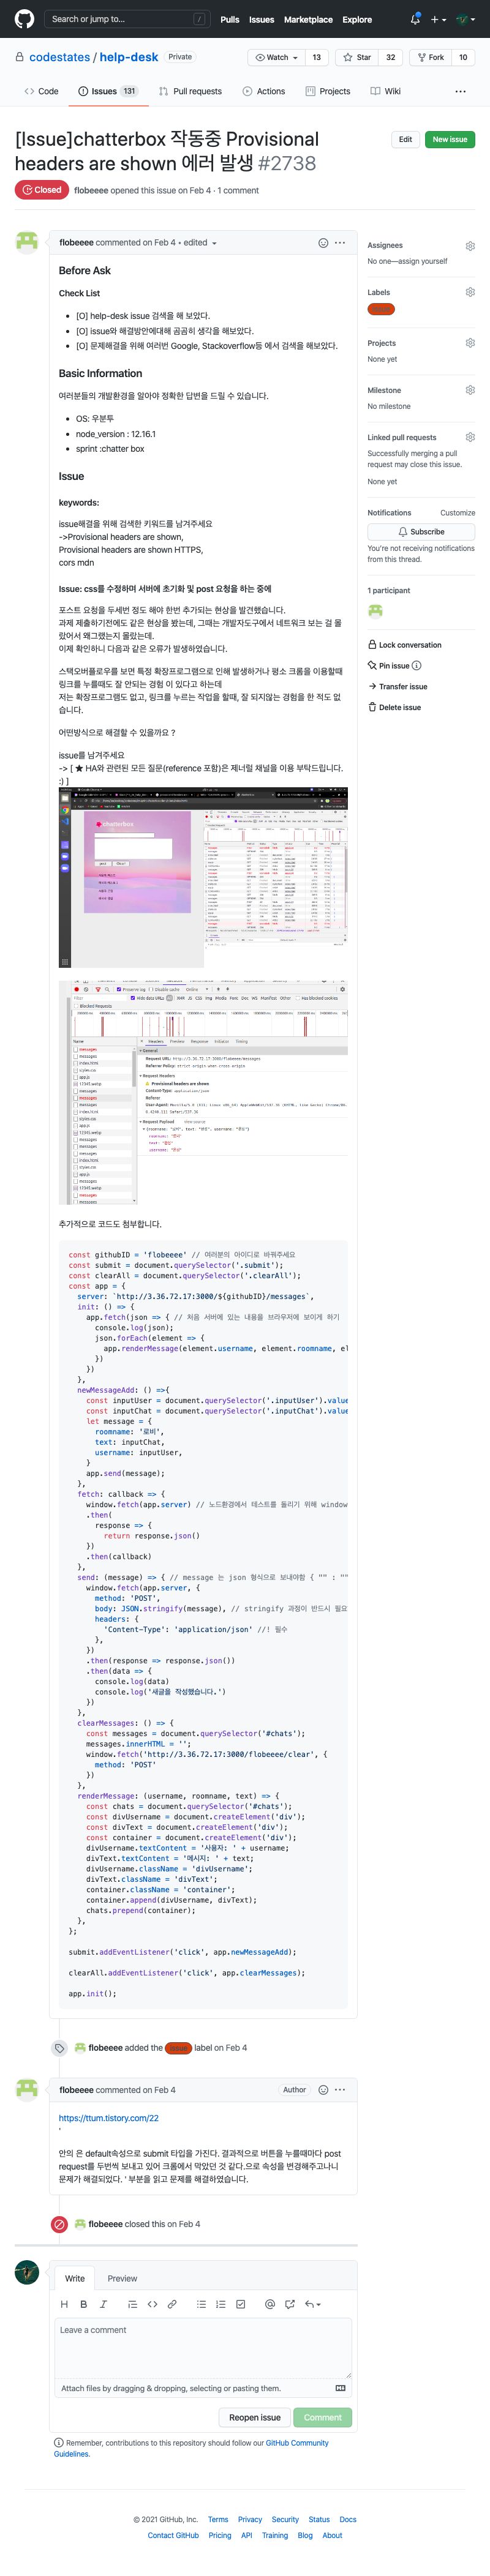 Search or jump to...
/
Pulls Issues Marketplace Explore
codestates / help-desk Private
Watch 13 Star 32 Fork 10
Code Issues 131 Pull requests Actions Projects Wiki
[Issue]chatterbox 작동중 Provisional
headers are shown 에러 발생 #2738
Edit New issue
Closed flobeeee opened this issue on Feb 4 · 1 comment
flobeeee commented on Feb 4 • edited
Before Ask
Check List
[O] help-desk issue 검색을 해 보았다.
[O] issue와 해결방안에대해 곰곰히 생각을 해보았다.
[O] 문제해결을 위해 여러번 Google, Stackoverflow등 에서 검색을 해보았다.
Basic Information
여러분들의 개발환경을 알아야 정확한 답변을 드릴 수 있습니다.
OS: 우분투
node_version : 12.16.1
sprint :chatter box
Issue
keywords:
issue해결을 위해 검색한 키워드를 남겨주세요
->Provisional headers are shown,
Provisional headers are shown HTTPS,
cors mdn
Issue: css를 수정하며 서버에 초기화 및 post 요청을 하는 중에
포스트 요청을 두세번 정도 해야 한번 추가되는 현상을 발견했습니다.
과제 제출하기전에도 같은 현상을 봤는데, 그때는 개발자도구에서 네트워크 보는 걸 몰
랐어서 왜그랬는지 몰랐는데.
이제 확인하니 다음과 같은 오류가 발생하였습니다.
스택오버플로우를 보면 특정 확장프로그램으로 인해 발생하거나 평소 크롬을 이용할때
링크를 누를때도 잘 안되는 경험 이 있다고 하는데
저는 확장프로그램도 없고, 링크를 누르는 작업을 할때, 잘 되지않는 경험을 한 적도 없
습니다.
어떤방식으로 해결할 수 있을까요 ?
issue를 남겨주세요
-> [ ★ HA와 관련된 모든 질문(reference 포함)은 제너럴 채널을 이용 부탁드립니다.
:) ]
chatterbox
추가적으로 코드도 첨부합니다.
const githubID = 'flobeeee' // 여러분의 아이디로 바꿔주세요
const submit = document.querySelector('.submit');
const clearAll = document.querySelector('.clearAll');
const app = {
server: `http://3.36.72.17:3000/${githubID}/messages`,
init: () => {
app.fetch(json => { // 처음 서버에 있는 내용을 브라우저에 보이게 하기
console.log(json);
json.forEach(element => {
app.renderMessage(element.username, element.roomname, el
})
})
},
newMessageAdd: () =>{
const inputUser = document.querySelector('.inputUser').value
const inputChat = document.querySelector('.inputChat').value
let message = {
roomname: '로비',
text: inputChat,
username: inputUser,
}
app.send(message);
},
fetch: callback => {
window.fetch(app.server) // 노드환경에서 테스트를 돌리기 위해 window
.then(
response => {
return response.json()
})
.then(callback)
},
send: (message) => { // message 는 json 형식으로 보내야함 { "" : ""
window.fetch(app.server, {
method: 'POST',
body: JSON.stringify(message), // stringify 과정이 반드시 필요
headers: {
'Content-Type': 'application/json' //! 필수
},
})
.then(response => response.json())
.then(data => {
console.log(data)
console.log('새글을 작성했습니다.')
})
},
clearMessages: () => {
const messages = document.querySelector('#chats');
messages.innerHTML = '';
window.fetch('http://3.36.72.17:3000/flobeeee/clear', {
method: 'POST'
})
},
renderMessage: (username, roomname, text) => {
const chats = document.querySelector('#chats');
const divUsername = document.createElement('div');
const divText = document.createElement('div');
const container = document.createElement('div');
divUsername.textContent = '사용자: ' + username;
divText.textContent = '메시지: ' + text;
divUsername.className = 'divUsername';
divText.className = 'divText';
container.className = 'container';
container.append(divUsername, divText);
chats.prepend(container);
},
};
submit.addEventListener('click', app.newMessageAdd);
clearAll.addEventListener('click', app.clearMessages);
app.init();
flobeeee added the issue label on Feb 4
flobeeee commented on Feb 4 Author
https://ttum.tistory.com/22
'
안의 은 default속성으로 submit 타입을 가진다. 결과적으로 버튼을 누를때마다 post
request를 두번씩 보내고 있어 크롬에서 막았던 것 같다.으로 속성을 변경해주고나니
문제가 해결되었다. ' 부분을 읽고 문제를 해결하였습니다.
flobeeee closed this on Feb 4
Write Preview
Leave a comment
Attach files by dragging & dropping, selecting or pasting them.
Reopen issue Comment
Remember, contributions to this repository should follow our GitHub Community
Guidelines.
Assignees
No one—assign yourself
Labels
Projects
None yet
Milestone
No milestone
Linked pull requests
Successfully merging a pull
request may close this issue.
None yet
Notifications Customize
Subscribe
You're not receiving notifications
from this thread.
1 participant
Lock conversation
Pin issue
Transfer issue
Delete issue
© 2021 GitHub, Inc. Terms Privacy Security Status Docs
Contact GitHub Pricing API Training Blog About